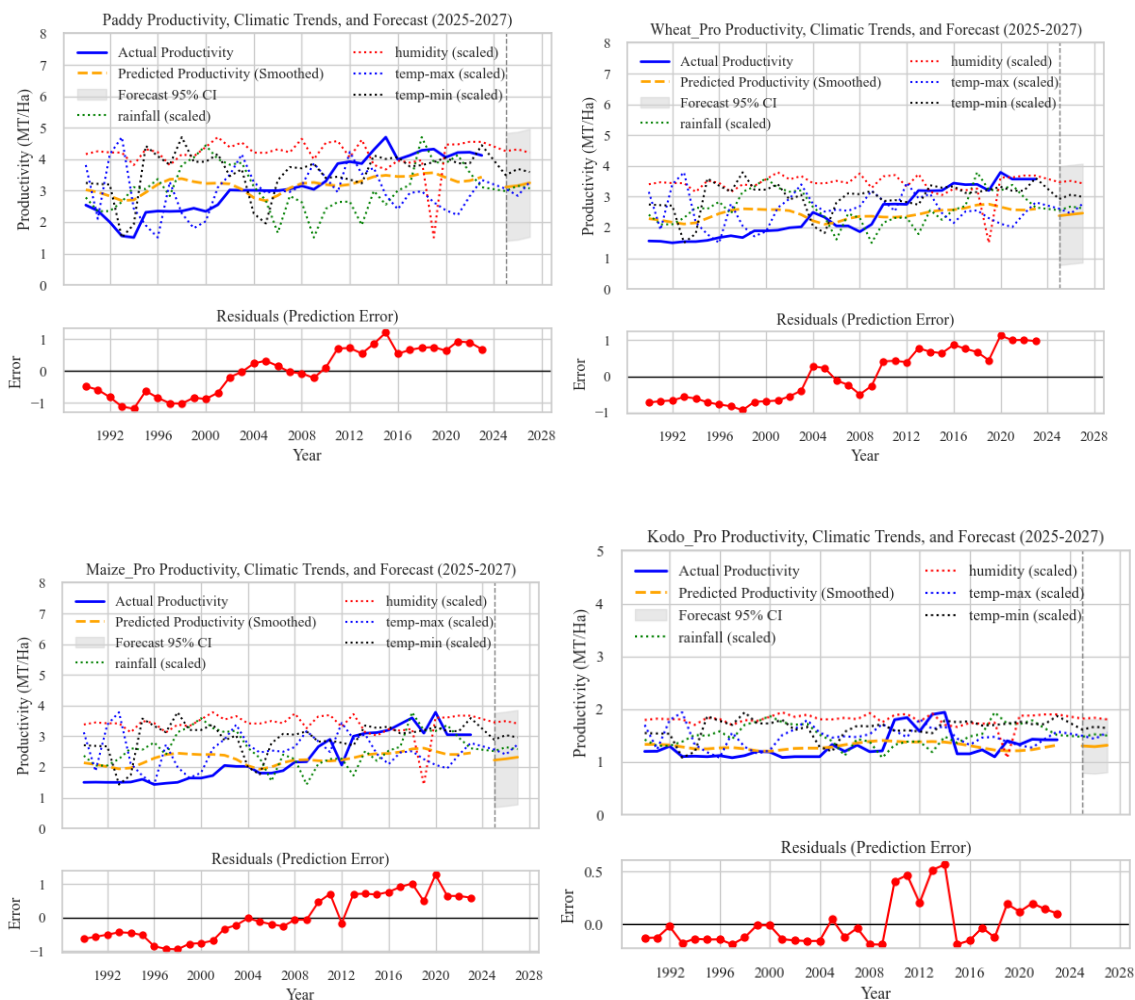 Paddy Productivity, Climatic Trends, and Forecast (2025-2027)
8
7
6
5
4
3
2
1
0
Productivity (MT/Ha)
Actual Productivity
Predicted Productivity (Smoothed)
Forecast 95% CI
rainfall (scaled)
humidity (scaled)
temp-max (scaled)
temp-min (scaled)
Residuals (Prediction Error)
1
0
−1
Error
1992 1996 2000 2004 2008 2012 2016 2020 2024 2028
Year
Wheat_Pro Productivity, Climatic Trends, and Forecast (2025-2027)
8
7
6
5
4
3
2
1
0
Productivity (MT/Ha)
Actual Productivity
Predicted Productivity (Smoothed)
Forecast 95% CI
rainfall (scaled)
humidity (scaled)
temp-max (scaled)
temp-min (scaled)
Residuals (Prediction Error)
1
0
−1
Error
1992 1996 2000 2004 2008 2012 2016 2020 2024 2028
Year
Maize_Pro Productivity, Climatic Trends, and Forecast (2025-2027)
8
7
6
5
4
3
2
1
0
Productivity (MT/Ha)
Actual Productivity
Predicted Productivity (Smoothed)
Forecast 95% CI
rainfall (scaled)
humidity (scaled)
temp-max (scaled)
temp-min (scaled)
Residuals (Prediction Error)
1
0
−1
Error
1992 1996 2000 2004 2008 2012 2016 2020 2024 2028
Year
Kodo_Pro Productivity, Climatic Trends, and Forecast (2025-2027)
5
4
3
2
1
0
Productivity (MT/Ha)
Actual Productivity
Predicted Productivity (Smoothed)
Forecast 95% CI
rainfall (scaled)
humidity (scaled)
temp-max (scaled)
temp-min (scaled)
Residuals (Prediction Error)
0.5
0.0
Error
1992 1996 2000 2004 2008 2012 2016 2020 2024 2028
Year